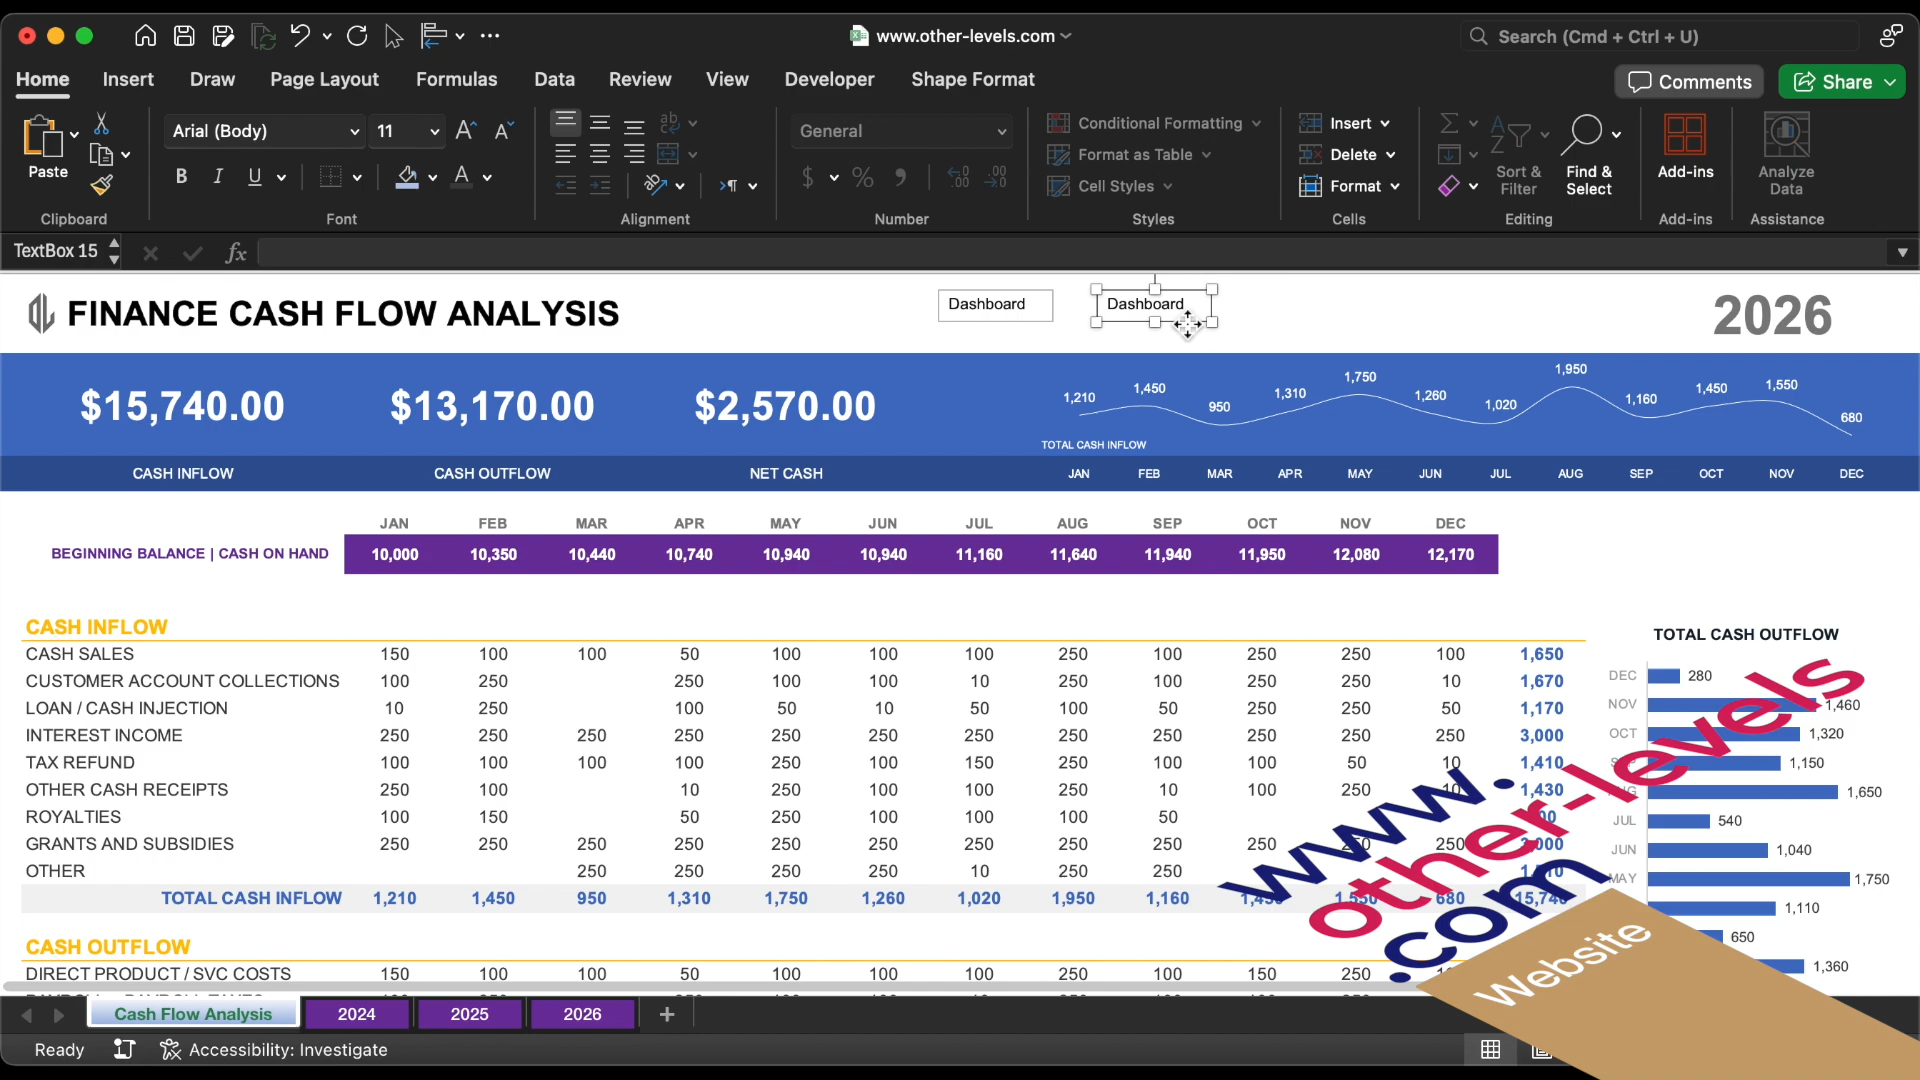 www.other-levels.com
Search (Cmd + Ctrl + U)
Home Insert Draw Page Layout Formulas Data Review View Developer Shape Format
Comments Share
Paste
Arial (Body) 11
General
Conditional Formatting
Format as Table
Cell Styles
Insert
Delete
Format
Sort & Filter
Find & Select
Add-ins
Analyze Data
Clipboard Font Alignment Number Styles Cells Editing Add-ins Assistance
TextBox 15
fx
FINANCE CASH FLOW ANALYSIS
Dashboard Dashboard
2026
$15,740.00 $13,170.00 $2,570.00
1,210 1,450 950 1,310 1,750 1,260 1,020 1,950 1,160 1,450 1,550 680
TOTAL CASH INFLOW
CASH INFLOW CASH OUTFLOW NET CASH
JAN FEB MAR APR MAY JUN JUL AUG SEP OCT NOV DEC
JAN FEB MAR APR MAY JUN JUL AUG SEP OCT NOV DEC
BEGINNING BALANCE | CASH ON HAND 10,000 10,350 10,440 10,740 10,940 10,940 11,160 11,640 11,940 11,950 12,080 12,170
CASH INFLOW
CASH SALES 150 100 100 50 100 100 100 250 100 250 250 100 1,650
CUSTOMER ACCOUNT COLLECTIONS 100 250 250 100 100 10 250 100 250 250 10 1,670
LOAN / CASH INJECTION 10 250 100 50 10 50 100 50 250 250 50 1,170
INTEREST INCOME 250 250 250 250 250 250 250 250 250 250 250 250 3,000
TAX REFUND 100 100 100 100 250 100 150 250 100 100 50 10 1,410
OTHER CASH RECEIPTS 250 100 10 250 100 100 250 10 100 250 1,430
ROYALTIES 100 150 50 250 100 100 100 50
GRANTS AND SUBSIDIES 250 250 250 250 250 250 250 250 250 250 250
OTHER 250 250 250 250 10 250 250
TOTAL CASH INFLOW 1,210 1,450 950 1,310 1,750 1,260 1,020 1,950 1,160 1,450 1,550 680 15,740
CASH OUTFLOW
DIRECT PRODUCT / SVC COSTS 150 100 100 50 100 100 100 250 100 150 250
TOTAL CASH OUTFLOW
DEC 280
NOV 1,460
OCT 1,320
1,150
1,650
JUL 540
JUN 1,040
MAY 1,750
1,110
650
1,360
www.
other-levels
.com
Website
Cash Flow Analysis 2024 2025 2026
Ready Accessibility: Investigate